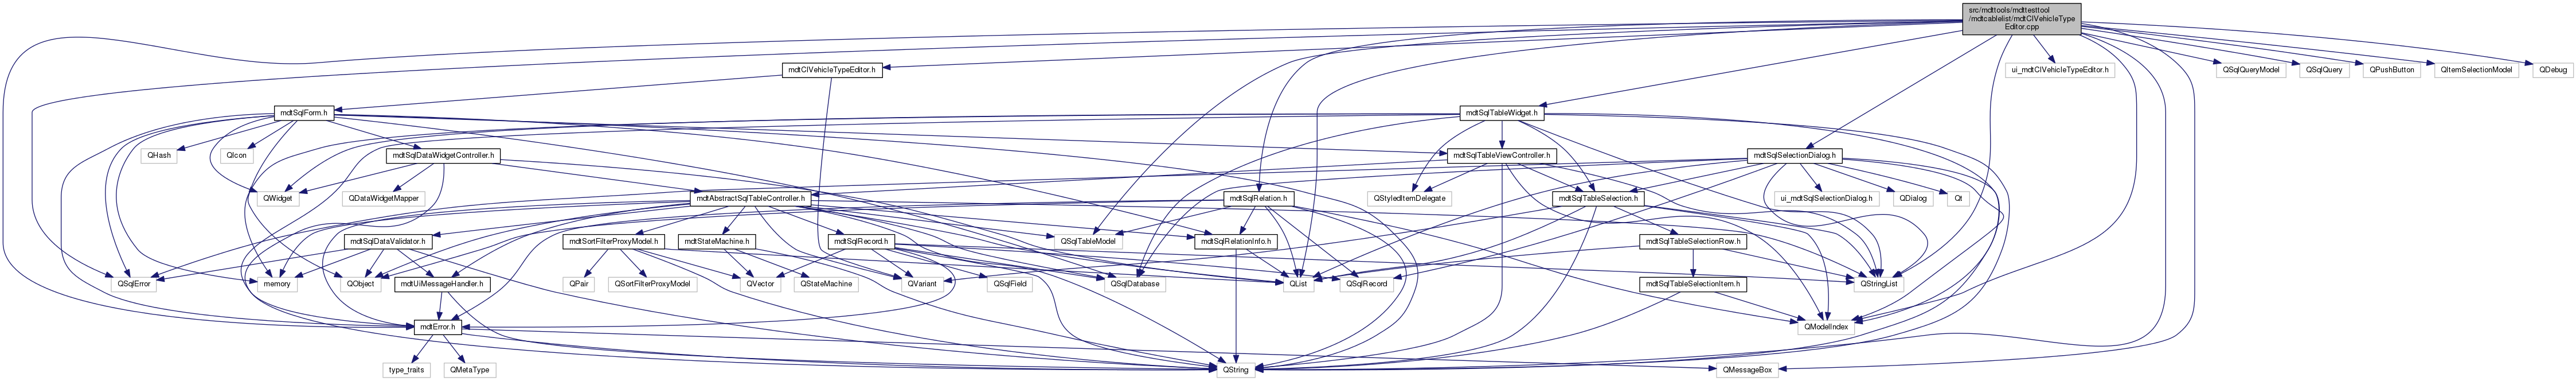 src/mdttools/mdttesttool
/mdtcablelist/mdtClVehicleType
Editor.cpp
mdtClVehicleTypeEditor.h
ui_mdtClVehicleTypeEditor.h
QSqlQueryModel
QSqlQuery
QPushButton
QItemSelectionModel
QDebug
mdtSqlForm.h
mdtSqlTableWidget.h
QHash
QIcon
mdtSqlDataWidgetController.h
mdtSqlTableViewController.h
mdtSqlSelectionDialog.h
QWidget
QDataWidgetMapper
mdtAbstractSqlTableController.h
mdtSqlRelation.h
QStyledItemDelegate
mdtSqlTableSelection.h
ui_mdtSqlSelectionDialog.h
QDialog
Qt
mdtSqlDataValidator.h
mdtSortFilterProxyModel.h
mdtStateMachine.h
mdtSqlRecord.h
QSqlTableModel
mdtSqlRelationInfo.h
mdtSqlTableSelectionRow.h
QSqlError
memory
QObject
mdtUiMessageHandler.h
QPair
QSortFilterProxyModel
QVector
QStateMachine
QVariant
QSqlField
QSqlDatabase
QList
QSqlRecord
mdtSqlTableSelectionItem.h
QStringList
mdtError.h
QModelIndex
type_traits
QMetaType
QString
QMessageBox